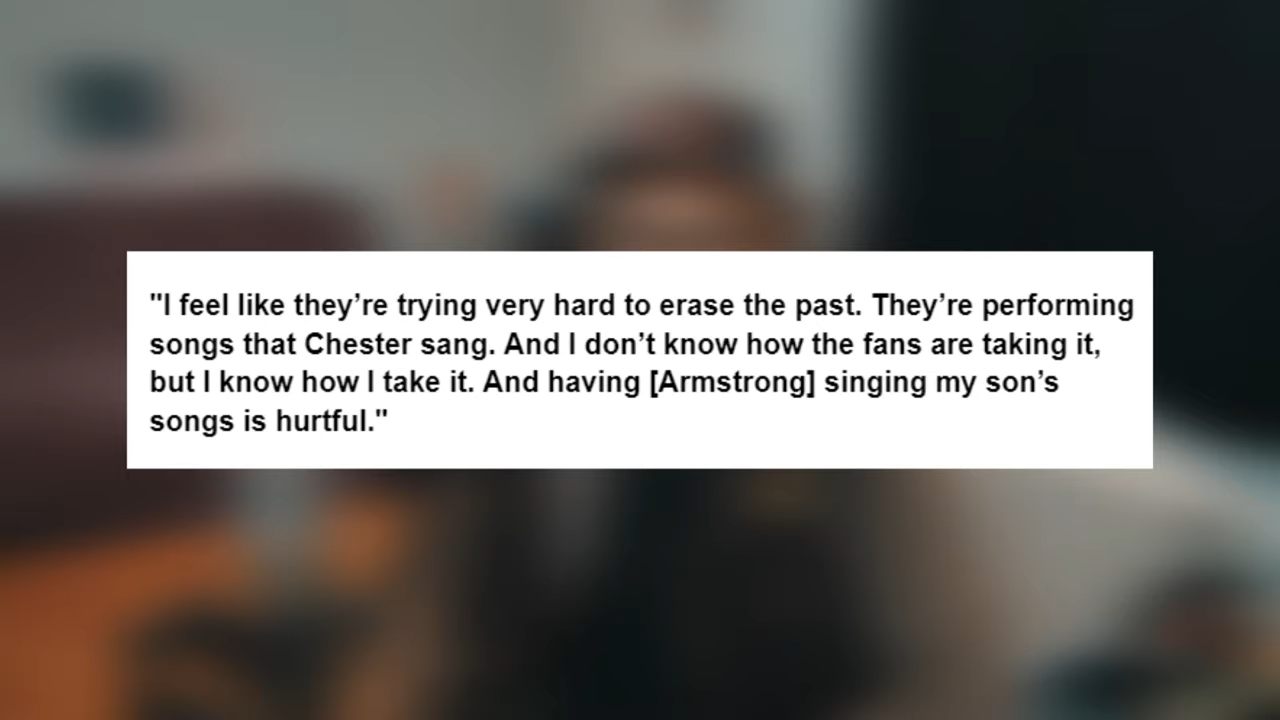 "I feel like they’re trying very hard to erase the past. They’re performing
songs that Chester sang. And I don’t know how the fans are taking it,
but I know how I take it. And having [Armstrong] singing my son’s
songs is hurtful."